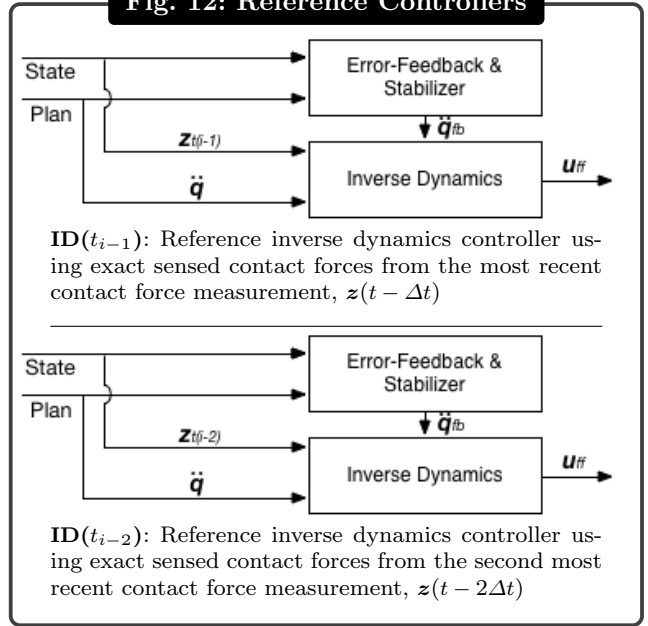 Fig. 12: Reference Controllers
State
Plan
Error-Feedback &
Stabilizer
q̈fb
zt(i-1)
q̈
Inverse Dynamics
uff
ID(tᵢ₋₁): Reference inverse dynamics controller us-
ing exact sensed contact forces from the most recent
contact force measurement, z(t − Δt)
State
Plan
Error-Feedback &
Stabilizer
q̈fb
zt(i-2)
q̈
Inverse Dynamics
uff
ID(tᵢ₋₂): Reference inverse dynamics controller us-
ing exact sensed contact forces from the second most
recent contact force measurement, z(t − 2Δt)